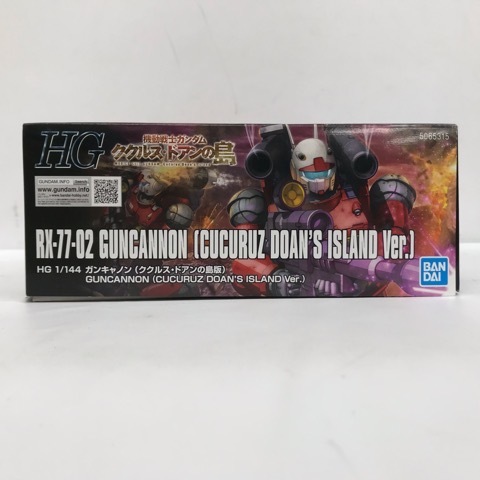 HG
機動戦士ガンダム
ククルス・ドアンの島
5065315
GUNDAM.INFO
www.gundam.info
RX-77-02 GUNCANNON (CUCURUZ DOAN'S ISLAND Ver.)
HG 1/144 ガンキャノン (ククルス・ドアンの島版)
GUNCANNON (CUCURUZ DOAN'S ISLAND Ver.)
BAN
DAI